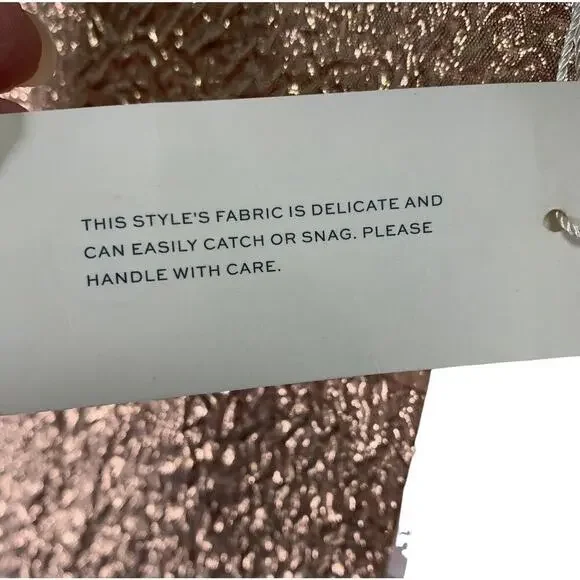 THIS STYLE'S FABRIC IS DELICATE AND
CAN EASILY CATCH OR SNAG. PLEASE
HANDLE WITH CARE.